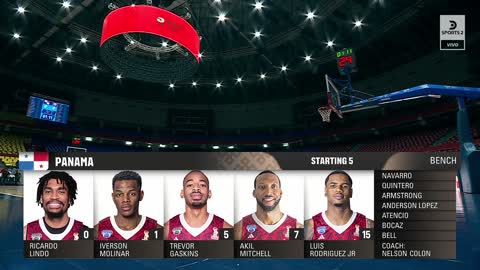 D
SPORTS 2
VIVO
24
PANAMA
STARTING 5
BENCH
RICARDO
LINDO
0
IVERSON
MOLINAR
1
TREVOR
GASKINS
5
AKIL
MITCHELL
7
LUIS
RODRIGUEZ JR
15
NAVARRO
QUINTERO
ARMSTRONG
ANDERSON LOPEZ
ATENCIO
BOCAZ
BELL
COACH:
NELSON COLON